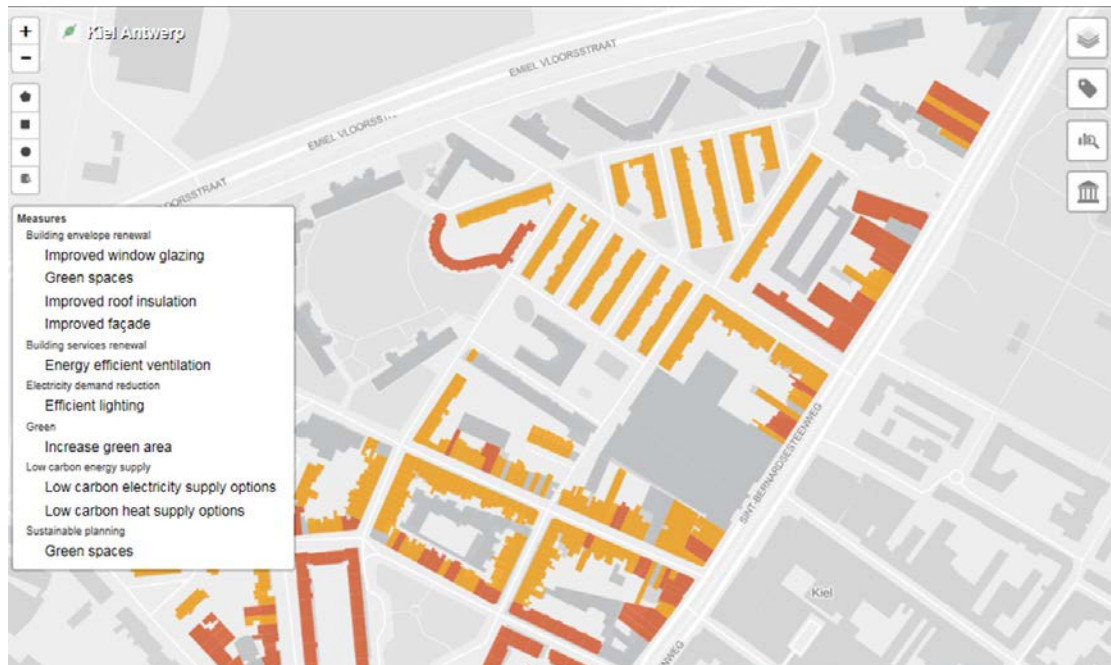 Kiel Antwerp
EMIEL VLOORSSTRAAT
EMIEL VLOORSSTRAAT
VLOORSSTRAAT
Measures
Building envelope renewal
Improved window glazing
Green spaces
Improved roof insulation
Improved façade
Building services renewal
Energy efficient ventilation
Electricity demand reduction
Efficient lighting
Green
Increase green area
Low carbon energy supply
Low carbon electricity supply options
Low carbon heat supply options
Sustainable planning
Green spaces
SINT-BERNARDSESTEENWEG
Kiel